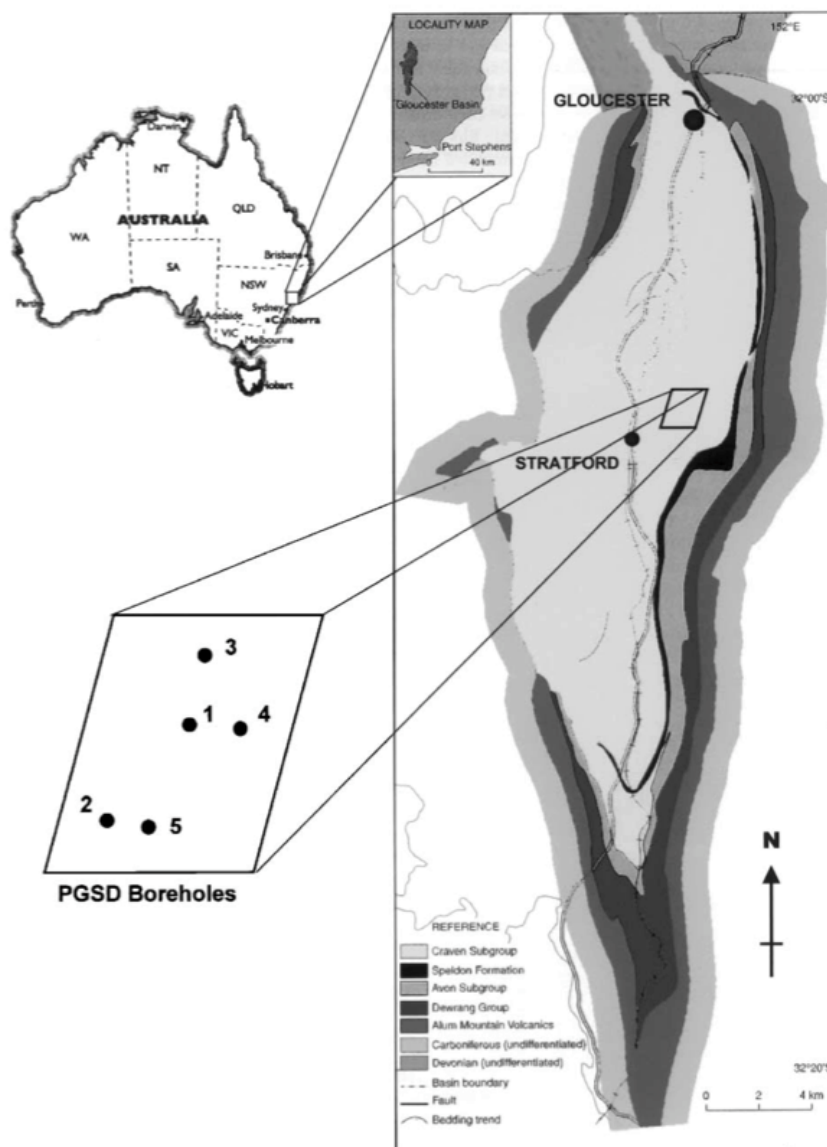 Darwin
NT
AUSTRALIA
QLD
WA
SA
Brisbane
NSW
Perth
Sydney
Adelaide
Canberra
VIC
Melbourne
Hobart
LOCALITY MAP
Gloucester Basin
Port Stephens
0 40 km
152°E
GLOUCESTER
32°00'S
STRATFORD
3
1
4
2
5
PGSD Boreholes
N
REFERENCE
Craven Subgroup
Speldon Formation
Avon Subgroup
Dewrang Group
Alum Mountain Volcanics
Carboniferous (undifferentiated)
Devonian (undifferentiated)
Basin boundary
Fault
Bedding trend
32°20'S
0 2 4 km